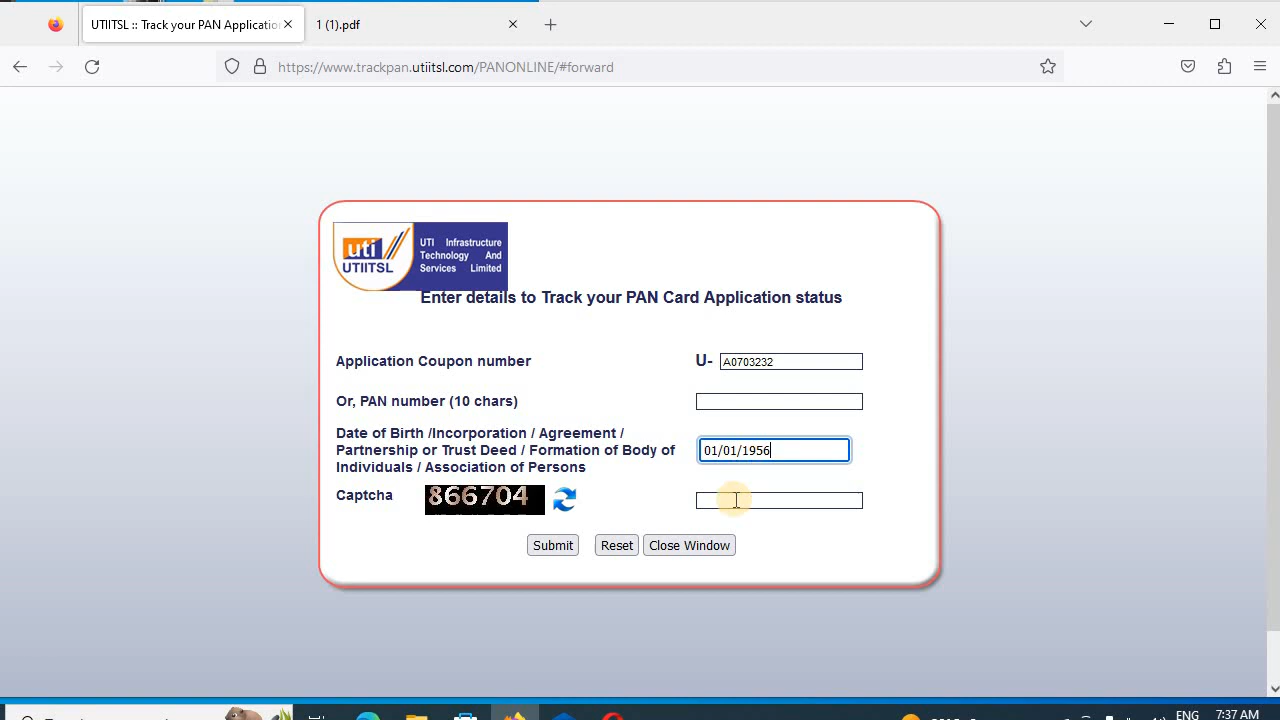 UTIITSL :: Track your PAN Applicatio
1 (1).pdf
https://www.trackpan.utiitsl.com/PANONLINE/#forward
uti
UTIITSL
UTI Infrastructure
Technology And
Services Limited
Enter details to Track your PAN Card Application status
Application Coupon number U- A0703232
Or, PAN number (10 chars)
Date of Birth /Incorporation / Agreement /
Partnership or Trust Deed / Formation of Body of
Individuals / Association of Persons
01/01/1956
Captcha 866704
Submit Reset Close Window
ENG 7:37 AM